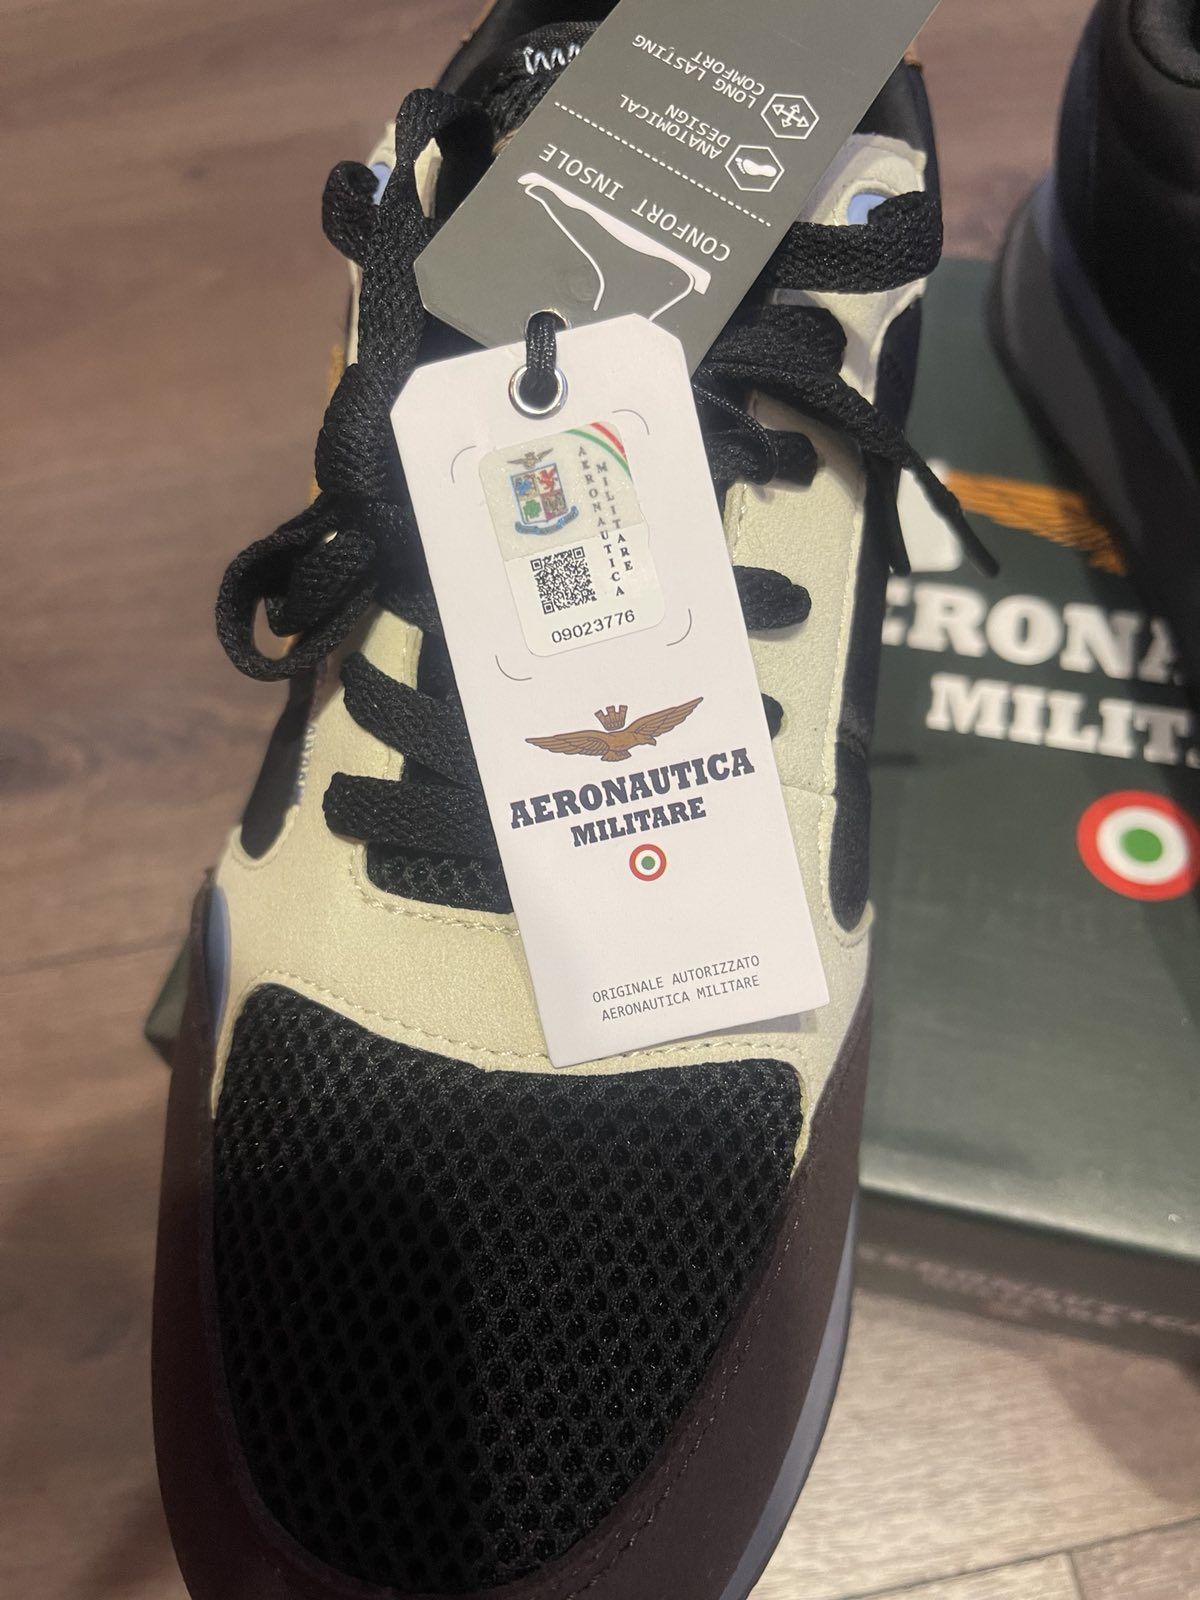 LONG LASTING
COMFORT
ANATOMICAL
DESIGN
CONFORT INSOLE
AERONAUTICA
MILITARE
09023776
AERONAUTICA
MILITARE
ORIGINALE AUTORIZZATO
AERONAUTICA MILITARE
ERONA
MILIT